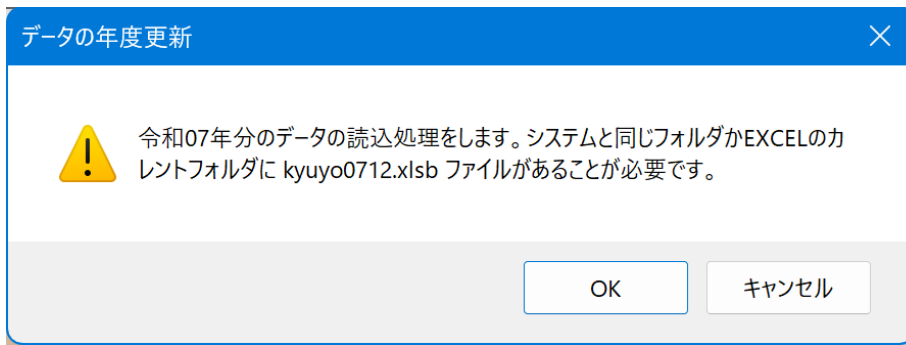 データの年度更新
令和07年分のデータの読込処理をします。システムと同じフォルダかEXCELのカ
レントフォルダに kyuyo0712.xlsb ファイルがあることが必要です。
OK
キャンセル